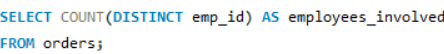 SELECT COUNT(DISTINCT emp_id) AS employees_involved
FROM orders;